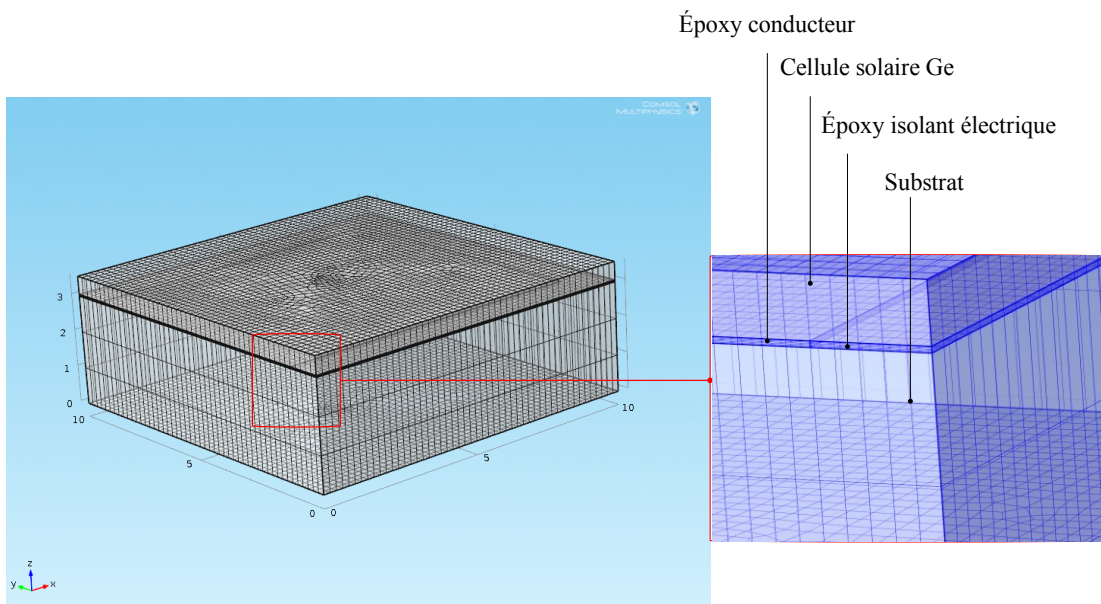 Époxy conducteur
Cellule solaire Ge
Époxy isolant électrique
Substrat
COMSOL
MULTIPHYSICS
3
2
1
0
10
5
0
0
5
10
z
y
x